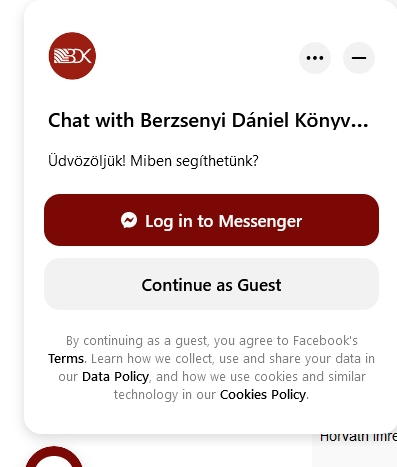 BDK
Chat with Berzsenyi Dániel Könyv...
Üdvözöljük! Miben segíthetünk?
Log in to Messenger
Continue as Guest
By continuing as a guest, you agree to Facebook's
Terms. Learn how we collect, use and share your data in
our Data Policy, and how we use cookies and similar
technology in our Cookies Policy.
Horváth Imre